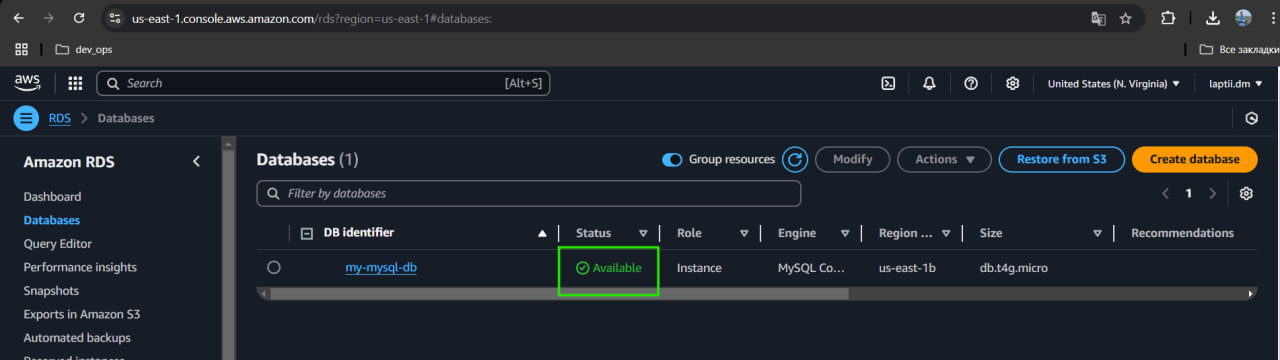 us-east-1.console.aws.amazon.com/rds?region=us-east-1#databases:
dev_ops
Все закладки
aws
Search
[Alt+S]
United States (N. Virginia)
laptii.dm
RDS
Databases
Amazon RDS
Dashboard
Databases
Query Editor
Performance insights
Snapshots
Exports in Amazon S3
Automated backups
Reserved instances
Databases (1)
Group resources
Modify
Actions
Restore from S3
Create database
Filter by databases
1
DB identifier
Status
Role
Engine
Region ...
Size
Recommendations
my-mysql-db
Available
Instance
MySQL Co...
us-east-1b
db.t4g.micro